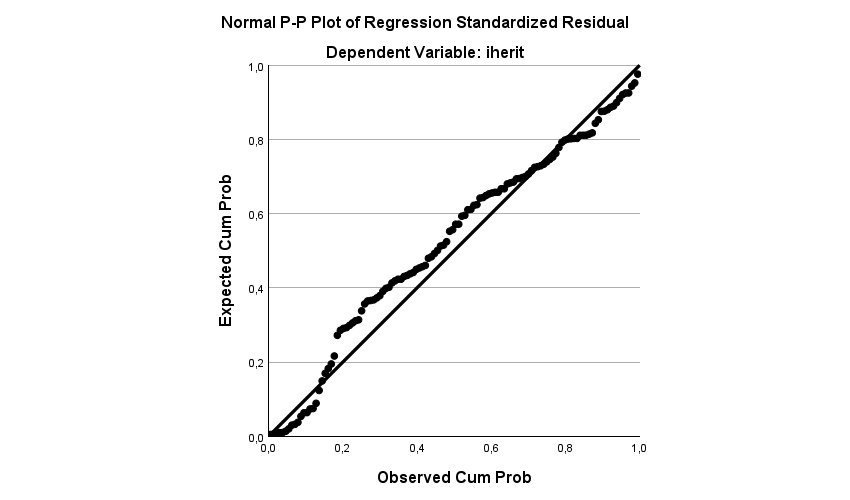 Normal P-P Plot of Regression Standardized Residual
Dependent Variable: iherit
Expected Cum Prob
1,0
0,8
0,6
0,4
0,2
0,0
0,0 0,2 0,4 0,6 0,8 1,0
Observed Cum Prob